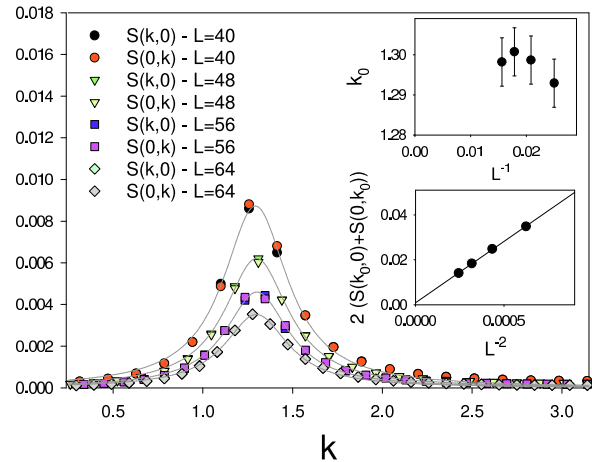 0.018
0.016
0.014
0.012
0.010
0.008
0.006
0.004
0.002
0.000
0.5 1.0 1.5 2.0 2.5 3.0
k
S(k,0) - L=40
S(0,k) - L=40
S(k,0) - L=48
S(0,k) - L=48
S(k,0) - L=56
S(0,k) - L=56
S(k,0) - L=64
S(0,k) - L=64
1.30
1.29
1.28
k₀
0.00 0.01 0.02
L⁻¹
0.04
0.02
0.00
2 (S(k₀,0)+S(0,k₀))
0.0000 0.0005
L⁻²